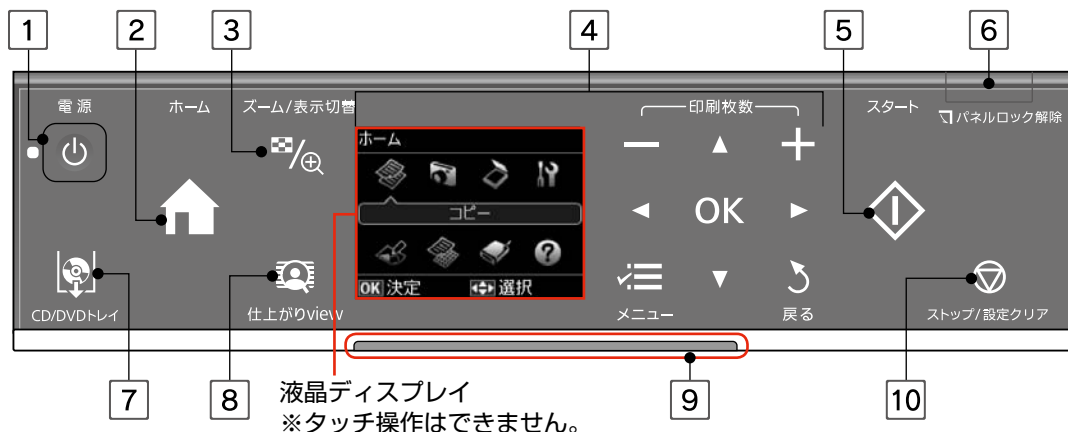 1
2
3
4
5
6
電源
ホーム
ズーム/表示切替
印刷枚数
スタート
パネルロック解除
ホーム
コピー
OK 決定
選択
OK
CD/DVDトレイ
仕上がりview
メニュー
戻る
ストップ/設定クリア
7
8
9
10
液晶ディスプレイ
※タッチ操作はできません。